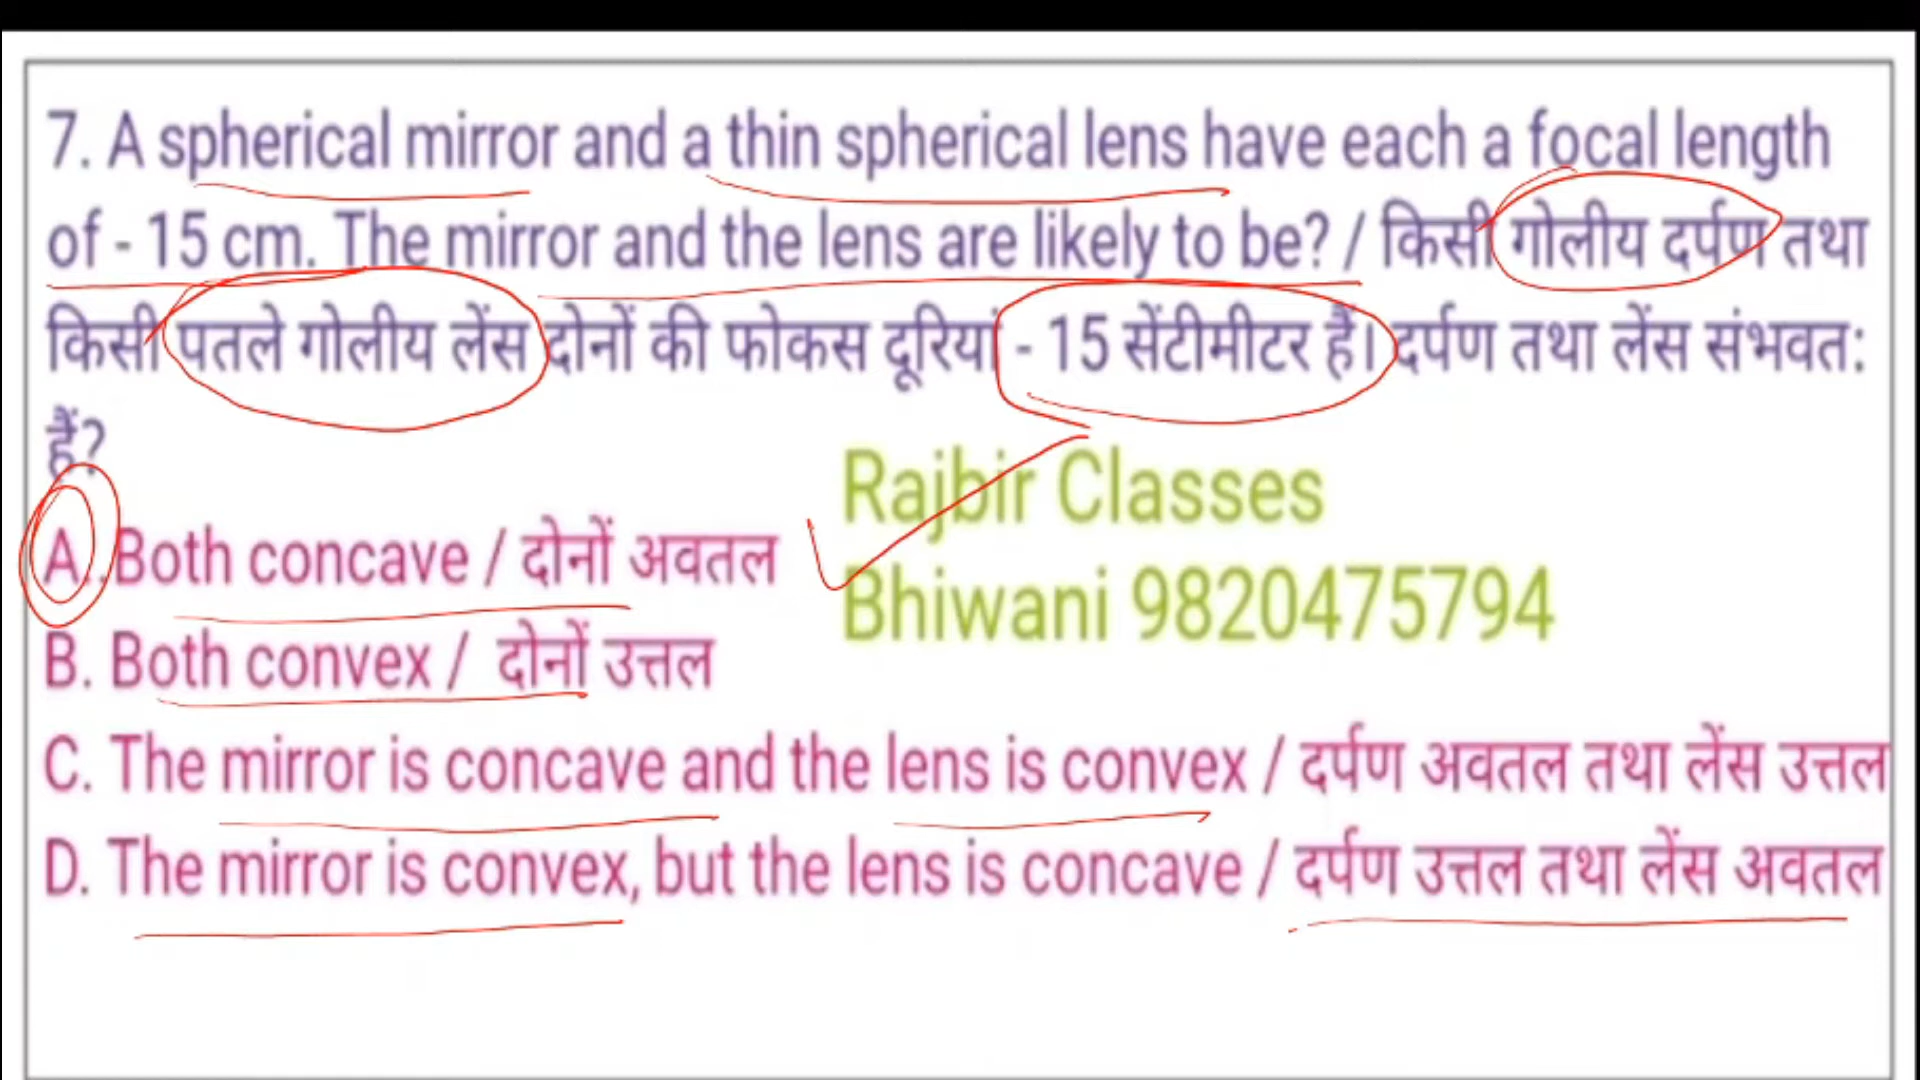 7. A spherical mirror and a thin spherical lens have each a focal length
of - 15 cm. The mirror and the lens are likely to be? / किसी गोलीय दर्पण तथा
किसी पतले गोलीय लेंस दोनों की फोकस दूरियां - 15 सेंटीमीटर हैं। दर्पण तथा लेंस संभवत:
हैं?
Rajbir Classes
A. Both concave / दोनों अवतल
Bhiwani 9820475794
B. Both convex / दोनों उत्तल
C. The mirror is concave and the lens is convex / दर्पण अवतल तथा लेंस उत्तल
D. The mirror is convex, but the lens is concave / दर्पण उत्तल तथा लेंस अवतल